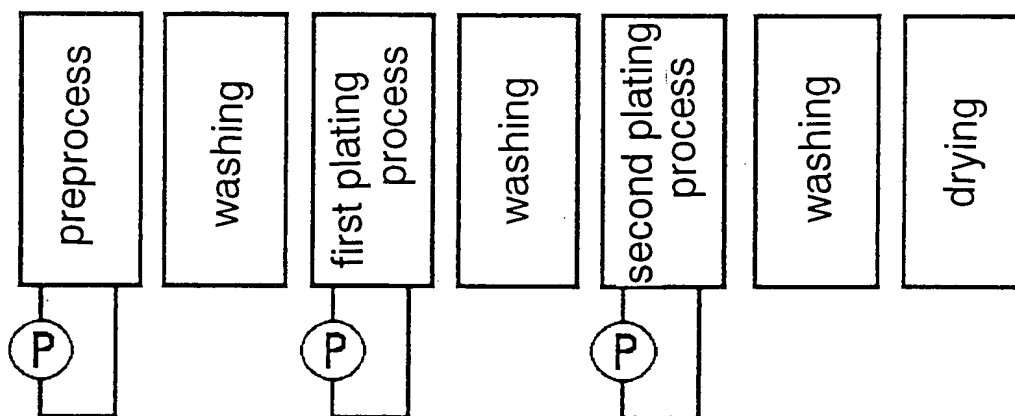 preprocess
washing
first plating
process
washing
second plating
process
washing
drying
P
P
P